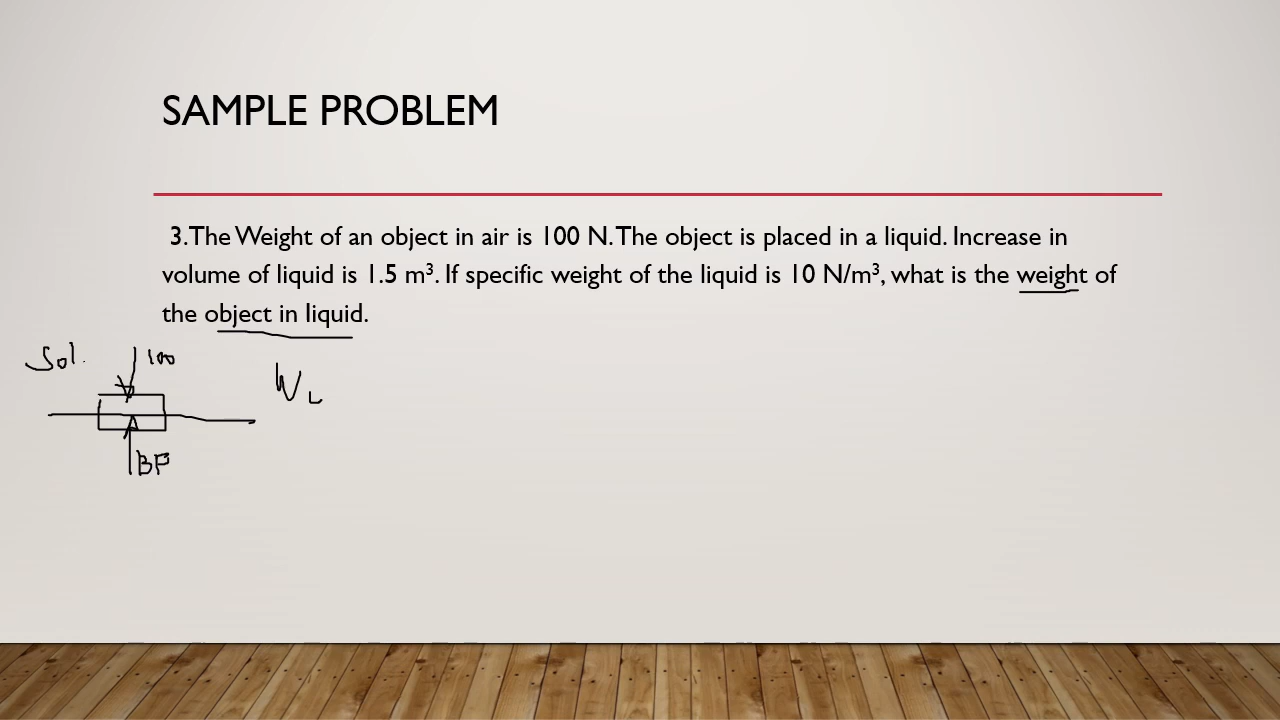 SAMPLE PROBLEM
3.The Weight of an object in air is 100 N. The object is placed in a liquid. Increase in
volume of liquid is 1.5 m³. If specific weight of the liquid is 10 N/m³, what is the weight of
the object in liquid.
Sol.
100
W_L
BF